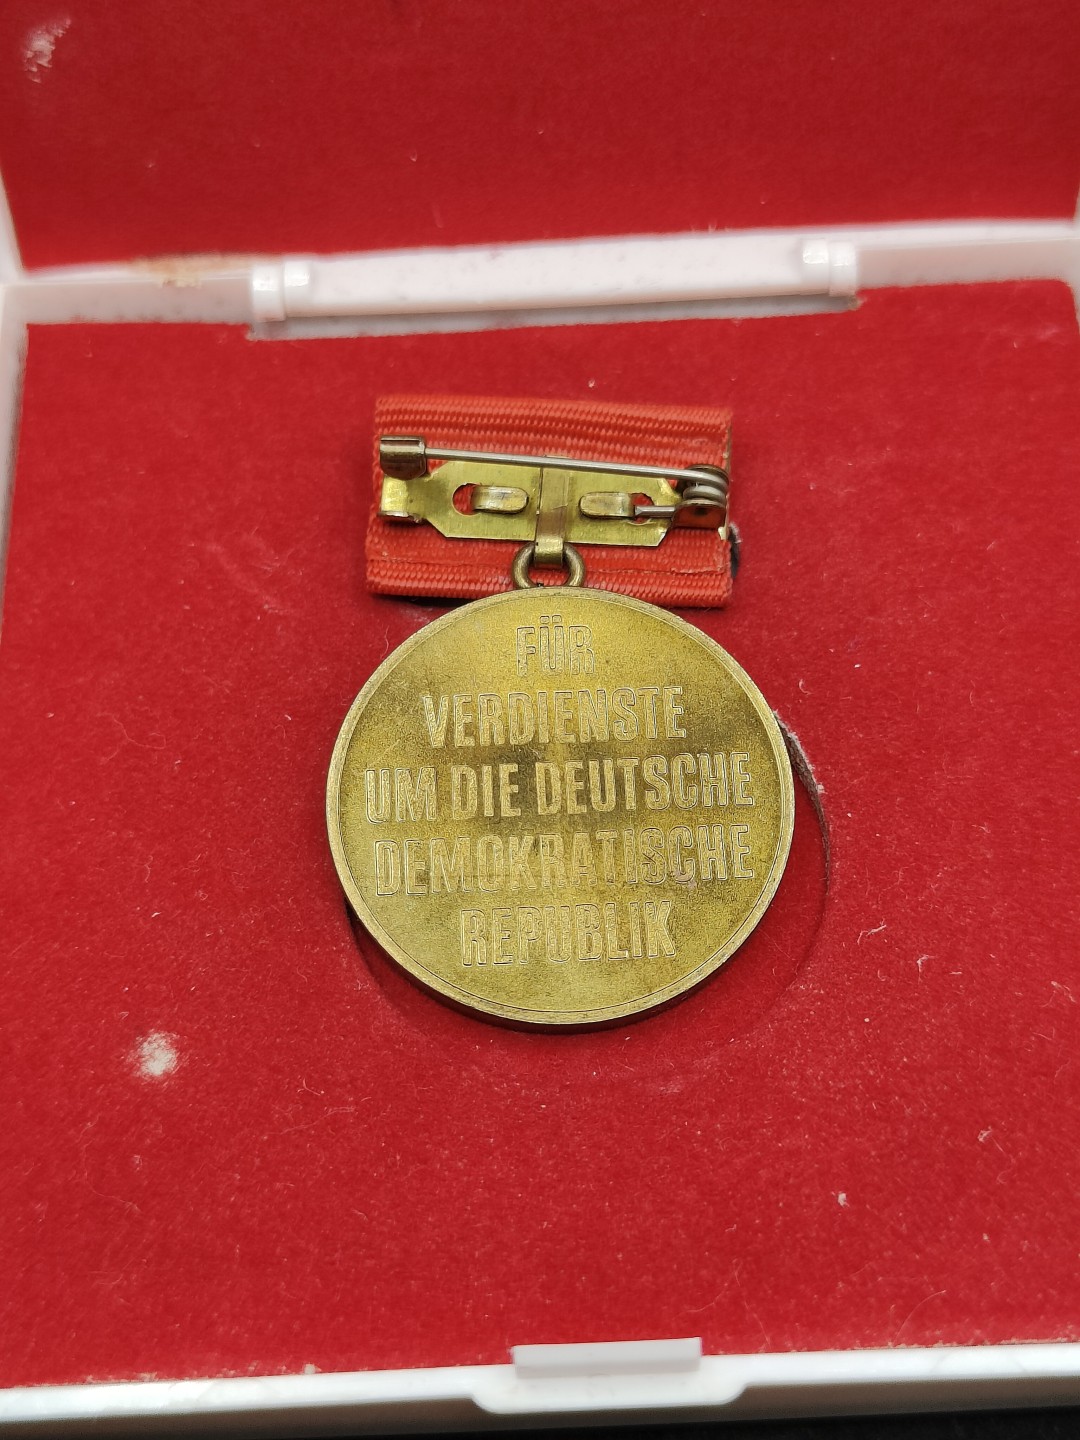 FÜR
VERDIENSTE
UM DIE DEUTSCHE
DEMOKRATISCHE
REPUBLIK